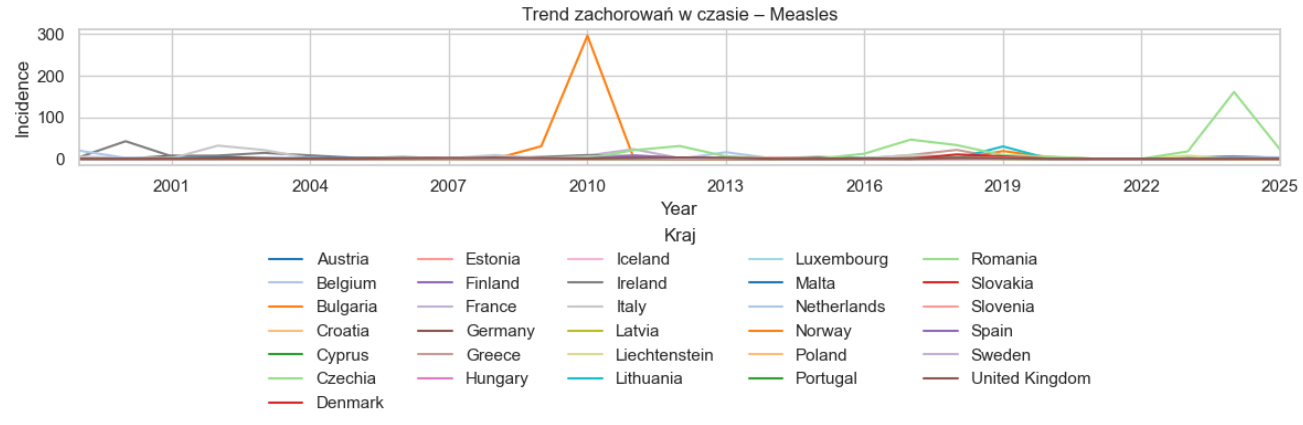 Trend zachorowań w czasie – Measles
300
200
100
0
Incidence
2001 2004 2007 2010 2013 2016 2019 2022 2025
Year
Kraj
Austria Estonia Iceland Luxembourg Romania
Belgium Finland Ireland Malta Slovakia
Bulgaria France Italy Netherlands Slovenia
Croatia Germany Latvia Norway Spain
Cyprus Greece Liechtenstein Poland Sweden
Czechia Hungary Lithuania Portugal United Kingdom
Denmark